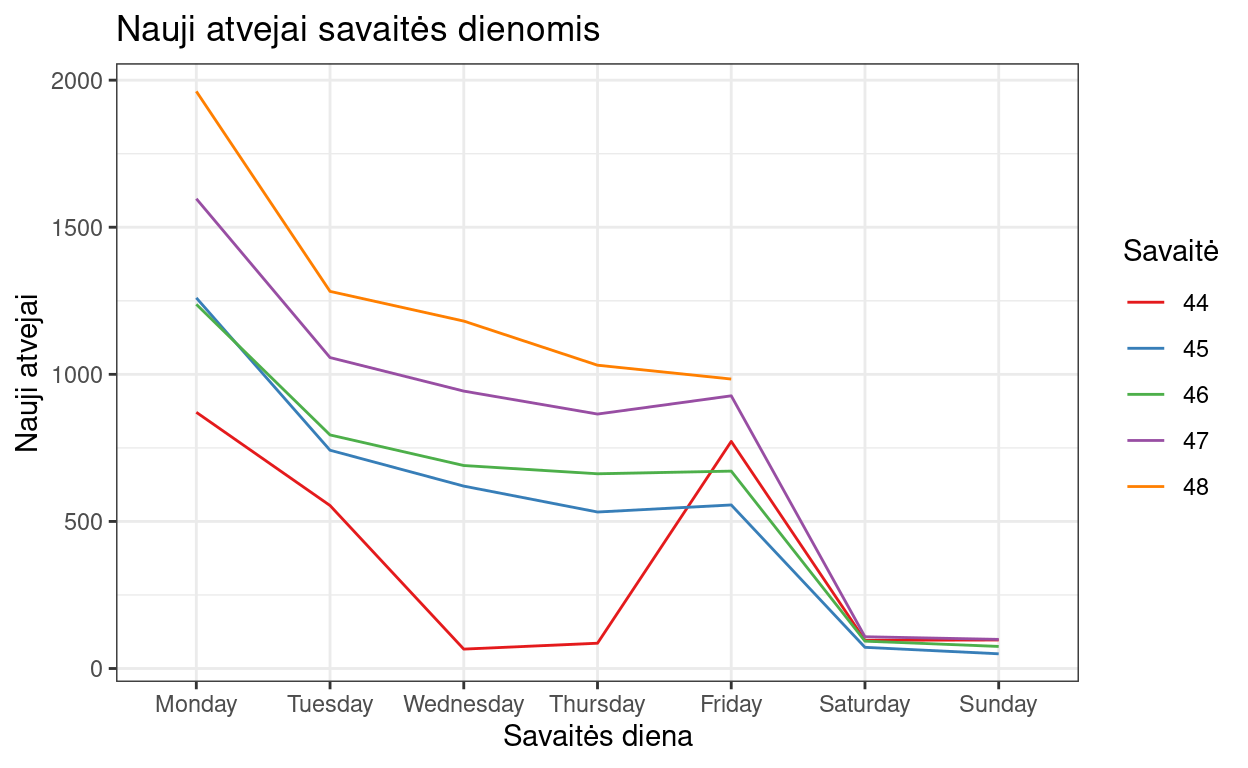 Nauji atvejai savaitės dienomis
2000
1500
1000
500
0
Nauji atvejai
Monday Tuesday Wednesday Thursday Friday Saturday Sunday
Savaitės diena
Savaitė
44
45
46
47
48